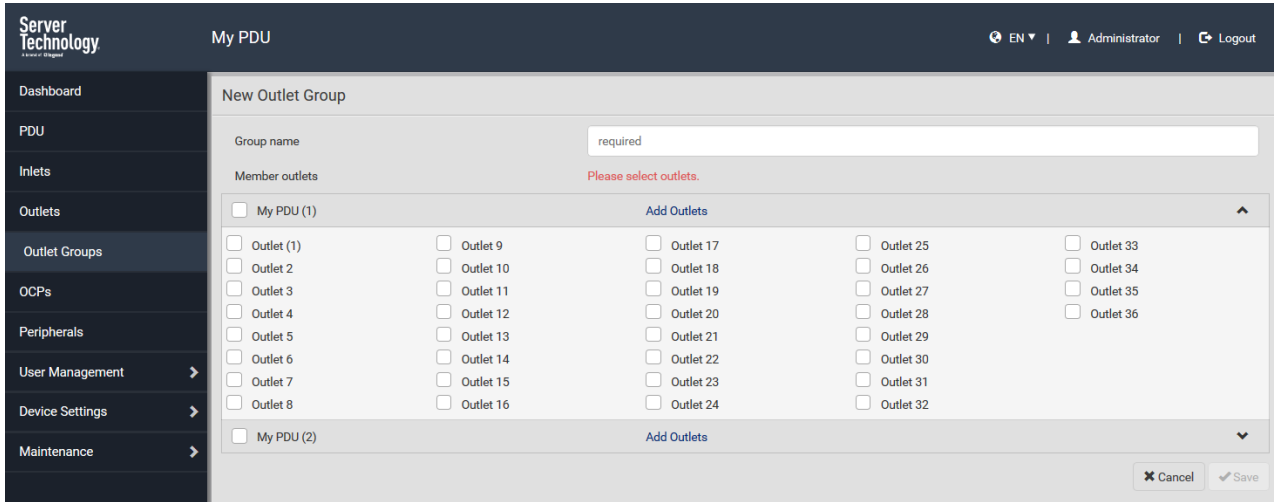 Server
Technology
My PDU
EN
|
Administrator
|
Logout
Dashboard
PDU
Inlets
Outlets
Outlet Groups
OCPs
Peripherals
User Management
Device Settings
Maintenance
New Outlet Group
Group name required
Member outlets Please select outlets.
My PDU (1) Add Outlets
Outlet (1) Outlet 9 Outlet 17 Outlet 25 Outlet 33
Outlet 2 Outlet 10 Outlet 18 Outlet 26 Outlet 34
Outlet 3 Outlet 11 Outlet 19 Outlet 27 Outlet 35
Outlet 4 Outlet 12 Outlet 20 Outlet 28 Outlet 36
Outlet 5 Outlet 13 Outlet 21 Outlet 29
Outlet 6 Outlet 14 Outlet 22 Outlet 30
Outlet 7 Outlet 15 Outlet 23 Outlet 31
Outlet 8 Outlet 16 Outlet 24 Outlet 32
My PDU (2) Add Outlets
Cancel Save